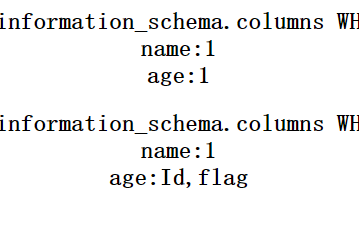 information_schema.columns WH
name:1
age:1
information_schema.columns WH
name:1
age:Id,flag